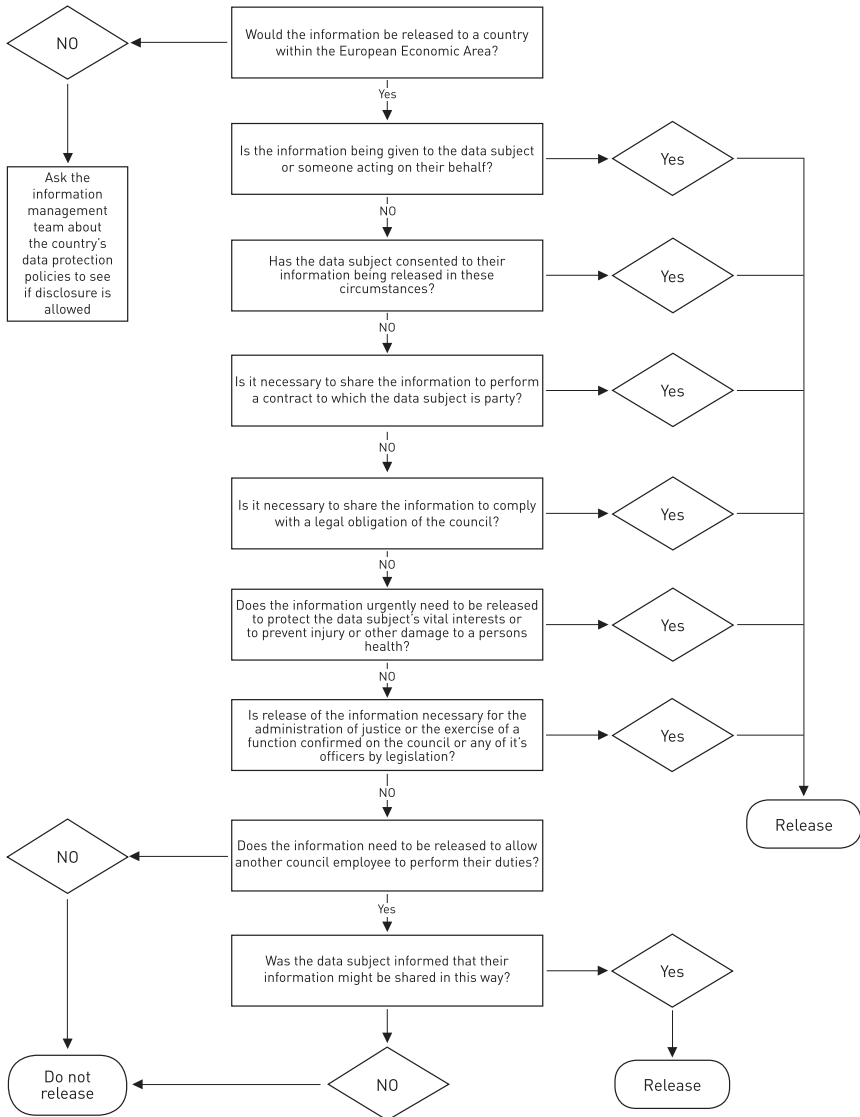 NO
Would the information be released to a country
within the European Economic Area?
Yes
Ask the
information
management
team about
the country's
data protection
policies to see
if disclosure is
allowed
Is the information being given to the data subject
or someone acting on their behalf?
Yes
NO
Has the data subject consented to their
information being released in these
circumstances?
Yes
NO
Is it necessary to share the information to perform
a contract to which the data subject is party?
Yes
NO
Is it necessary to share the information to comply
with a legal obligation of the council?
Yes
NO
Does the information urgently need to be released
to protect the data subject's vital interests or
to prevent injury or other damage to a persons
health?
Yes
NO
Is release of the information necessary for the
administration of justice or the exercise of a
function confirmed on the council or any of it's
officers by legislation?
Yes
NO
Release
NO
Does the information need to be released to allow
another council employee to perform their duties?
Yes
Was the data subject informed that their
information might be shared in this way?
Yes
Do not
release
NO
Release